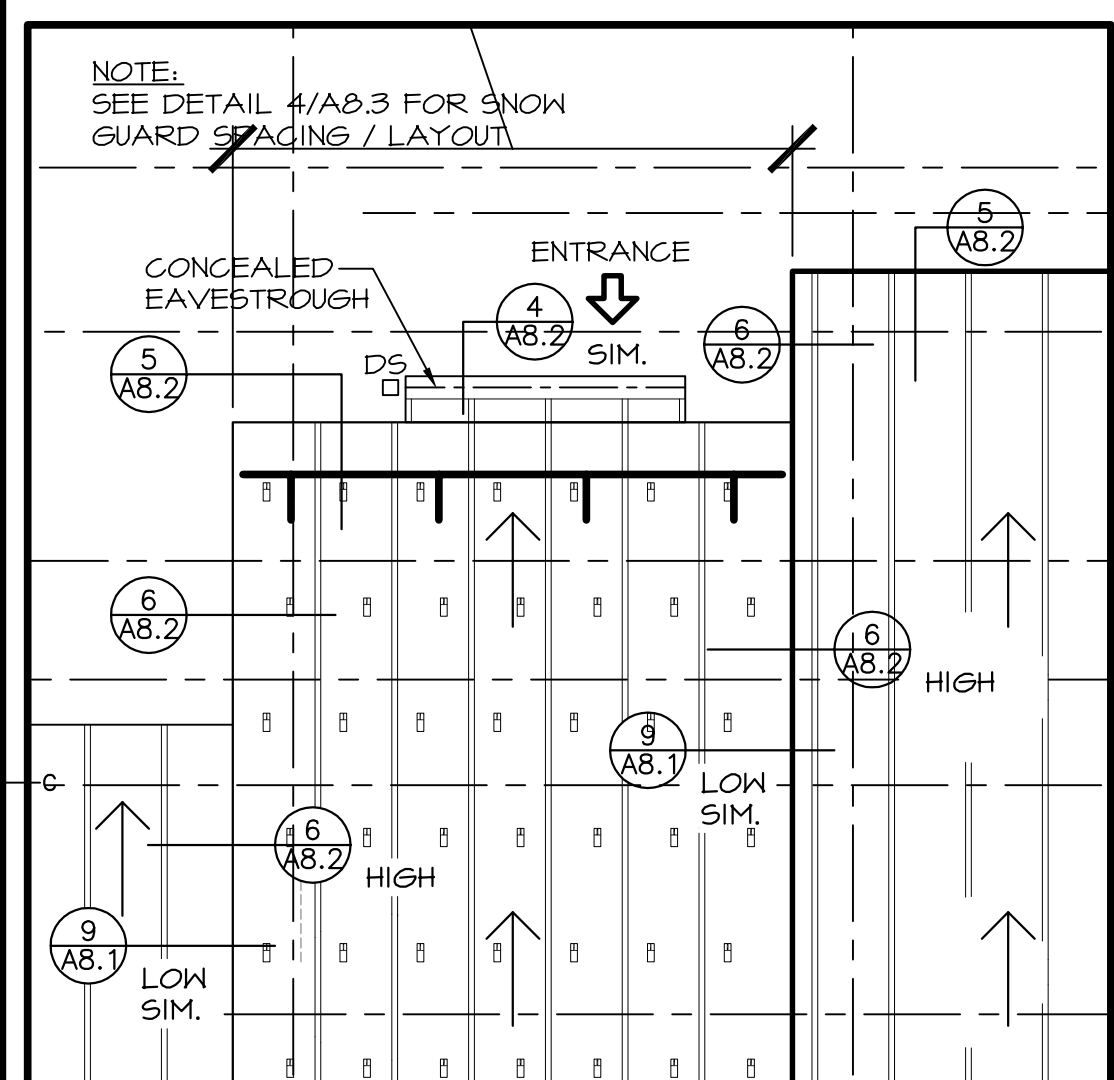 NOTE:
SEE DETAIL 4/A8.3 FOR SNOW
GUARD SPACING / LAYOUT
5
A8.2
ENTRANCE
CONCEALED
EAVESTROUGH
4
A8.2
6
A8.2
SIM.
5
A8.2
DS
6
A8.2
6
A8.2
HIGH
9
A8.1
LOW
SIM.
C
6
A8.2
HIGH
9
A8.1
LOW
SIM.